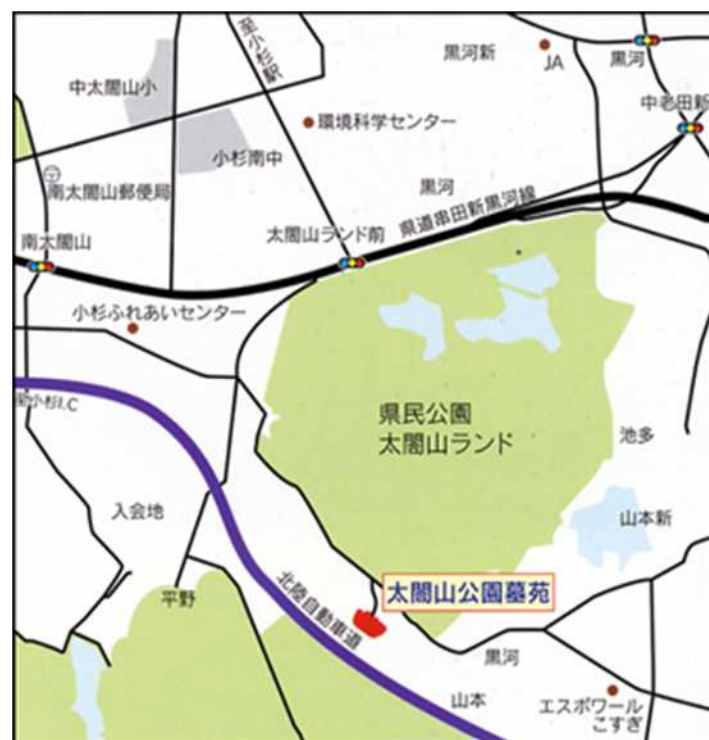 至小杉駅
黒河新
JA
黒河
中太閤山小
中老田新
環境科学センター
小杉南中
黒河
南太閤山郵便局
県道串田新黒河線
南太閤山
太閤山ランド前
小杉ふれあいセンター
至小杉I.C
県民公園
太閤山ランド
池多
入会地
山本新
平野
北陸自動車道
太閤山公園墓苑
黒河
山本
エスポワール
こすぎ